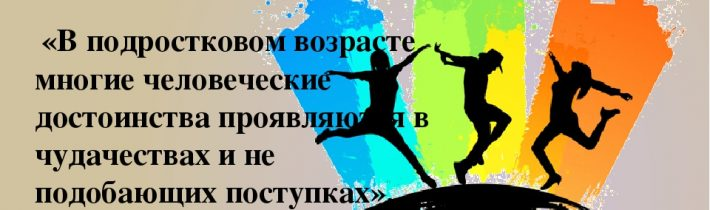 «В подростковом возрасте
многие человеческие
достоинства проявляются в
чудачествах и не
подобающих поступках»